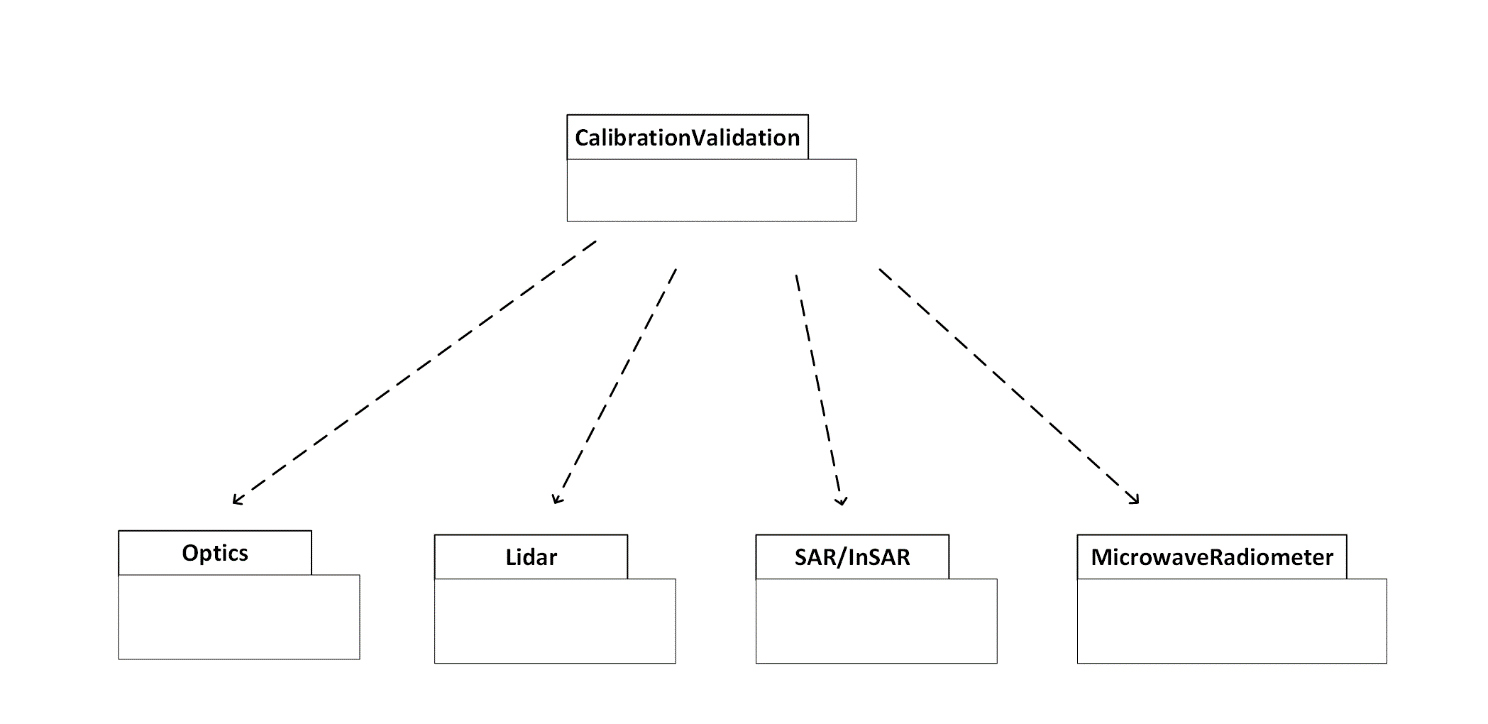 CalibrationValidation
Optics
Lidar
SAR/InSAR
MicrowaveRadiometer